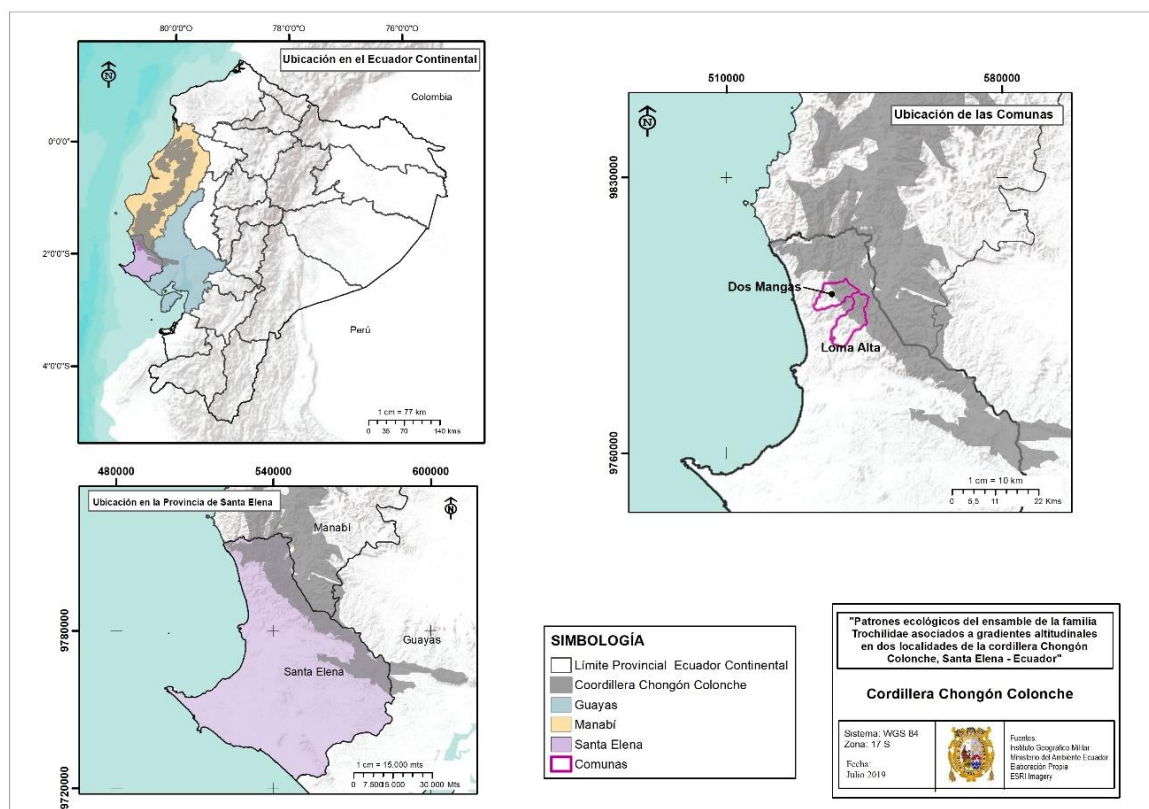 80°0'0"O
78°0'0"O
76°0'0"O
Ubicación en el Ecuador Continental
N
Colombia
0°0'0"
2°0'0"S
4°0'0"S
Perú
1 cm = 77 km
0 35 70 140 kms
510000
580000
Ubicación de las Comunas
N
9830000
Dos Mangas
Loma Alta
9760000
1 cm = 10 km
0 5,5 11 22 Kms
480000
540000
600000
Ubicación en la Provincia de Santa Elena
N
Manabí
9780000
Guayas
Santa Elena
1 cm = 15.000 mts
0 7.50015.000 30.000 Mts
9720000
SIMBOLOGÍA
Límite Provincial Ecuador Continental
Coordillera Chongón Colonche
Guayas
Manabí
Santa Elena
Comunas
"Patrones ecológicos del ensamble de la familia
Trochilidae asociados a gradientes altitudinales
en dos localidades de la cordillera Chongón
Colonche, Santa Elena - Ecuador"
Cordillera Chongón Colonche
Sistema: WGS 84
Zona: 17 S
Fecha:
Julio 2019
Fuentes:
Instituto Geográfico Militar
Ministerio del Ambiente Ecuador
Elaboración Propia
ESRI Imagery